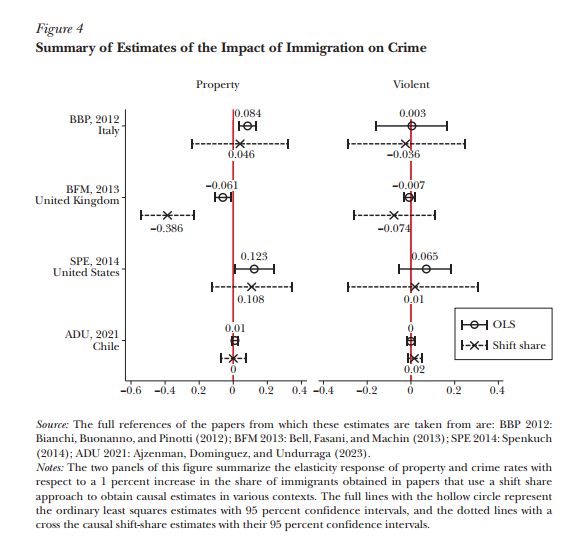 Figure 4
Summary of Estimates of the Impact of Immigration on Crime
Property
Violent
BBP, 2012
Italy
0.084
0.046
0.003
−0.036
BFM, 2013
United Kingdom
−0.061
−0.386
−0.007
−0.074
SPE, 2014
United States
0.123
0.108
0.065
0.01
ADU, 2021
Chile
0.01
0
0
0.02
OLS
Shift share
−0.6 −0.4 −0.2 0 0.2 0.4
−0.4 −0.2 0 0.2 0.4
Source: The full references of the papers from which these estimates are taken from are: BBP 2012:
Bianchi, Buonanno, and Pinotti (2012); BFM 2013: Bell, Fasani, and Machin (2013); SPE 2014: Spenkuch
(2014); ADU 2021: Ajzenman, Dominguez, and Undurraga (2023).
Notes: The two panels of this figure summarize the elasticity response of property and crime rates with
respect to a 1 percent increase in the share of immigrants obtained in papers that use a shift share
approach to obtain causal estimates in various contexts. The full lines with the hollow circle represent
the ordinary least squares estimates with 95 percent confidence intervals, and the dotted lines with a
cross the causal shift-share estimates with their 95 percent confidence intervals.